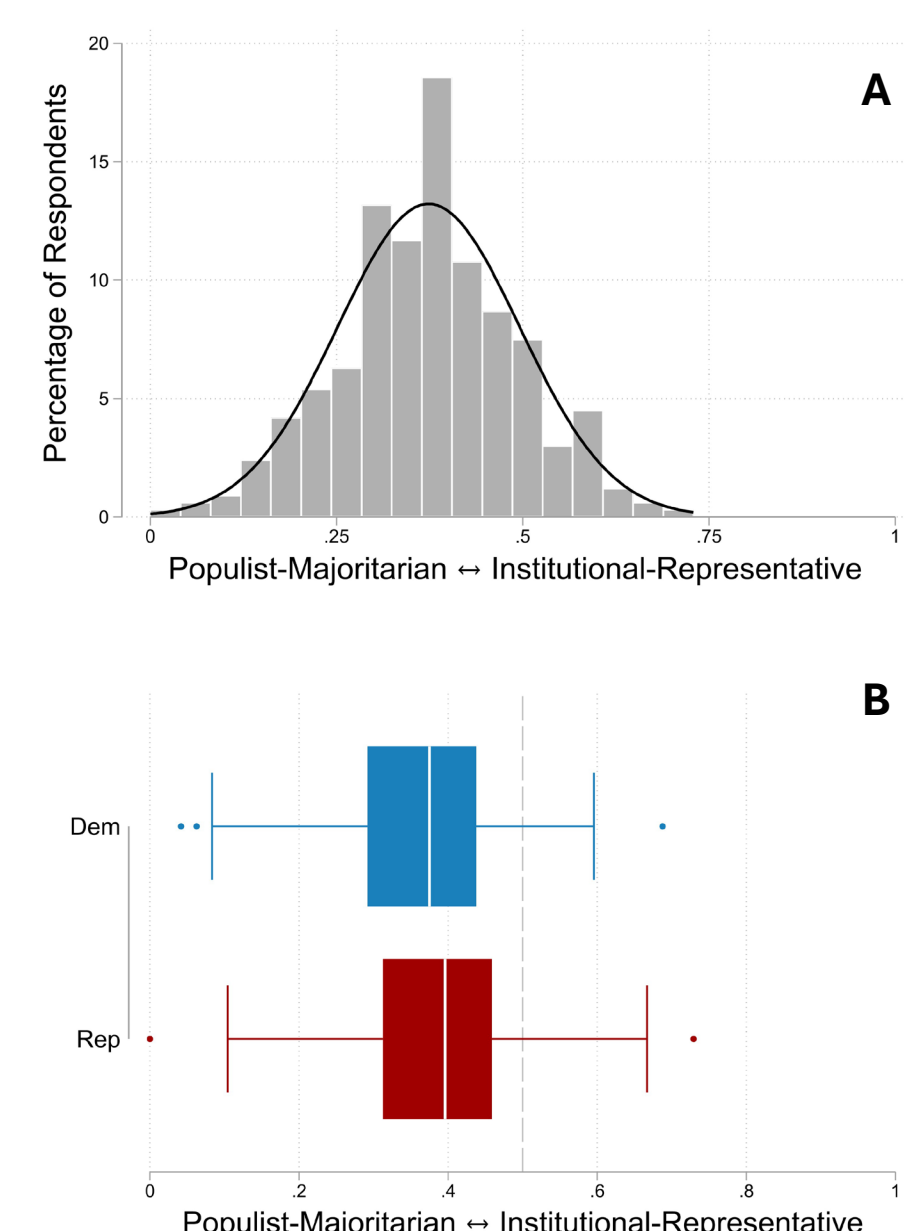 A
Percentage of Respondents
20
15
10
5
0
0 .25 .5 .75 1
Populist-Majoritarian ↔ Institutional-Representative
B
Dem
Rep
0 .2 .4 .6 .8 1
Populist-Majoritarian ↔ Institutional-Representative